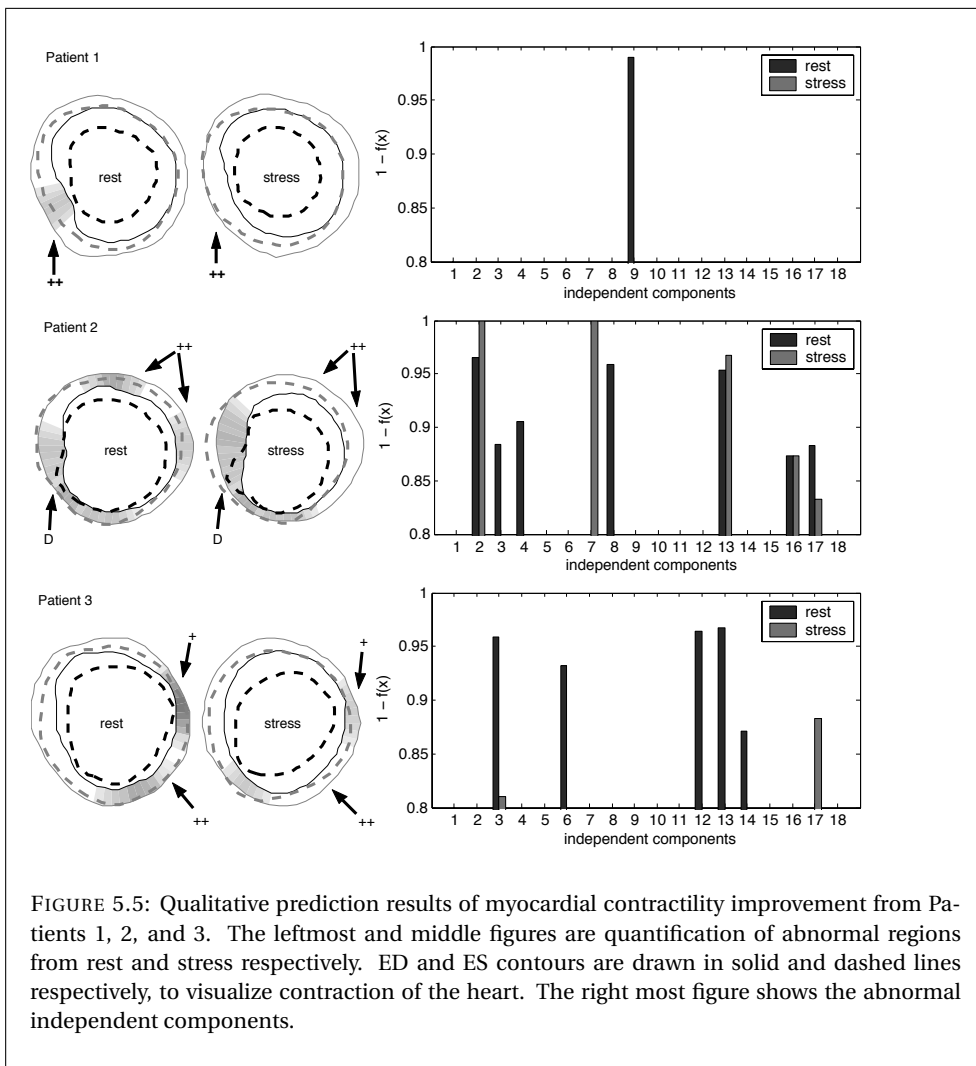 Patient 1
rest
stress
++
++
1 − f(x)
1
0.95
0.9
0.85
0.8
rest
stress
1 2 3 4 5 6 7 8 9 10 11 12 13 14 15 16 17 18
independent components
Patient 2
++
++
rest
stress
D
D
1 − f(x)
1
0.95
0.9
0.85
0.8
rest
stress
1 2 3 4 5 6 7 8 9 10 11 12 13 14 15 16 17 18
independent components
Patient 3
+
+
rest
stress
++
++
1 − f(x)
1
0.95
0.9
0.85
0.8
rest
stress
1 2 3 4 5 6 7 8 9 10 11 12 13 14 15 16 17 18
independent components
FIGURE 5.5: Qualitative prediction results of myocardial contractility improvement from Pa-
tients 1, 2, and 3. The leftmost and middle figures are quantification of abnormal regions
from rest and stress respectively. ED and ES contours are drawn in solid and dashed lines
respectively, to visualize contraction of the heart. The right most figure shows the abnormal
independent components.